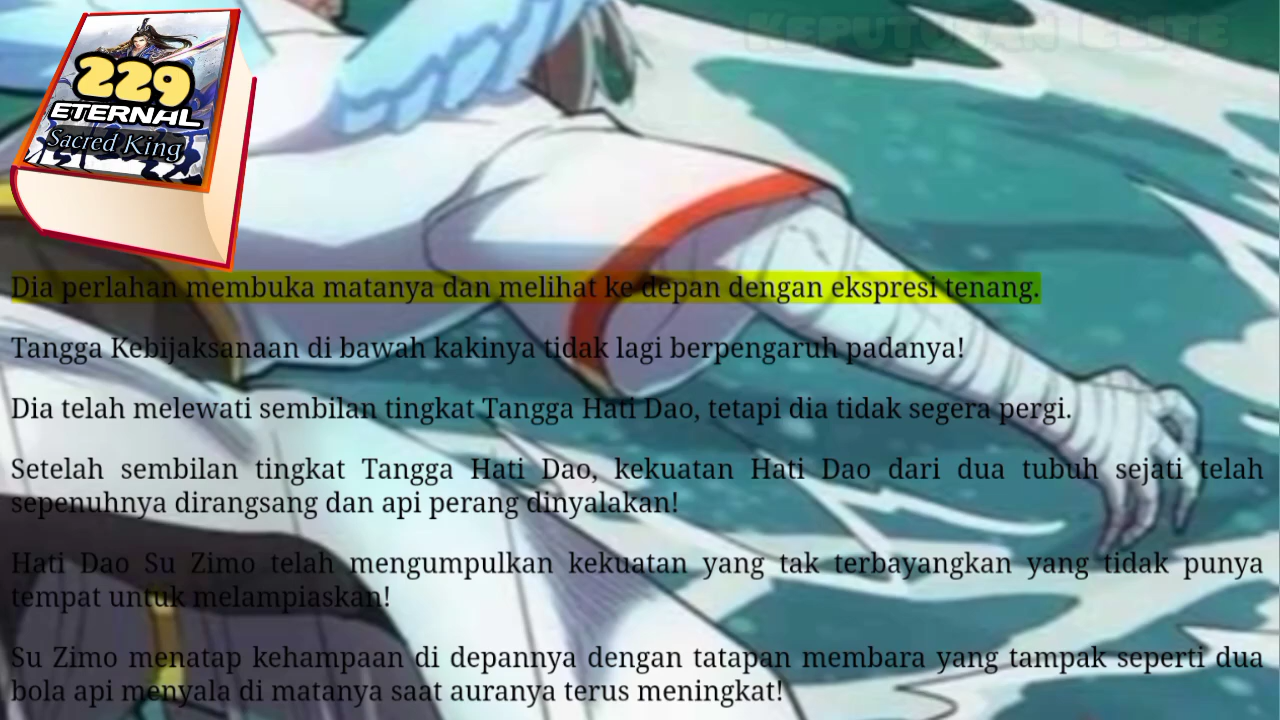 KEPUTUSAN ELITE
229
ETERNAL
Sacred King
Dia perlahan membuka matanya dan melihat ke depan dengan ekspresi tenang.
Tangga Kebijaksanaan di bawah kakinya tidak lagi berpengaruh padanya!
Dia telah melewati sembilan tingkat Tangga Hati Dao, tetapi dia tidak segera pergi.
Setelah sembilan tingkat Tangga Hati Dao, kekuatan Hati Dao dari dua tubuh sejati telah
sepenuhnya dirangsang dan api perang dinyalakan!
Hati Dao Su Zimo telah mengumpulkan kekuatan yang tak terbayangkan yang tidak punya
tempat untuk melampiaskan!
Su Zimo menatap kehampaan di depannya dengan tatapan membara yang tampak seperti dua
bola api menyala di matanya saat auranya terus meningkat!